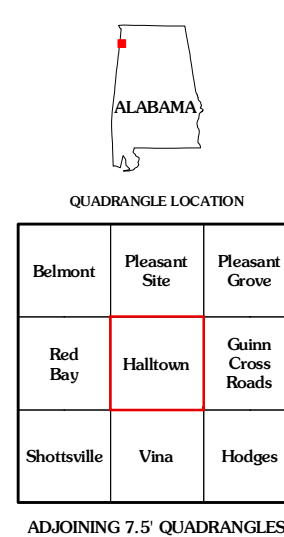 ALABAMA
QUADRANGLE LOCATION
Belmont
Pleasant
Site
Pleasant
Grove
Red
Bay
Halltown
Guinn
Cross
Roads
Shottsville
Vina
Hodges
ADJOINING 7.5' QUADRANGLES